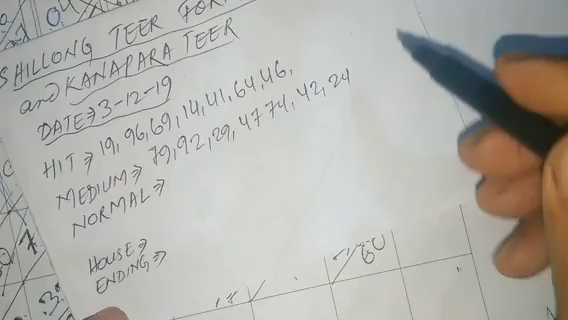 SHILLONG TEER FOR
and KANAPARA TEER
DATE⇒3-12-19
HIT⇒19,96,69,14,41,64,46,
MEDIUM⇒79,92,29,47 74,42,24
NORMAL⇒
HOUSE⇒
ENDING⇒
60